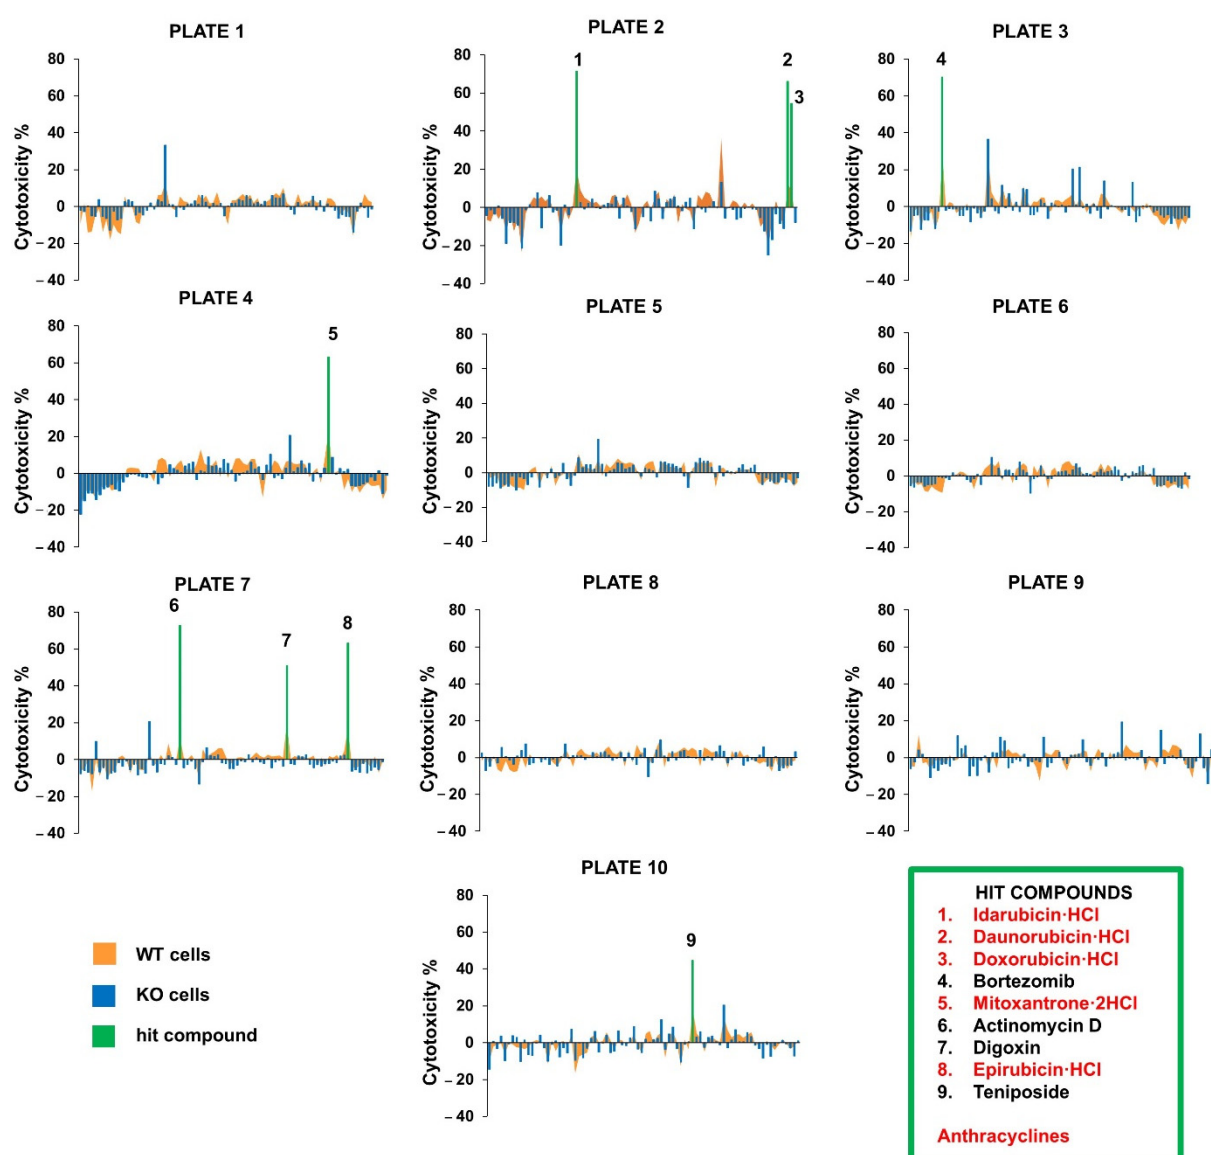 PLATE 1
Cytotoxicity %
80
60
40
20
0
– 20
– 40
PLATE 2
Cytotoxicity %
80
60
40
20
0
– 20
– 40
1
2
3
PLATE 3
Cytotoxicity %
80
60
40
20
0
– 20
– 40
4
PLATE 4
Cytotoxicity %
80
60
40
20
0
– 20
– 40
5
PLATE 5
Cytotoxicity %
80
60
40
20
0
– 20
– 40
PLATE 6
Cytotoxicity %
80
60
40
20
0
– 20
– 40
PLATE 7
Cytotoxicity %
80
60
40
20
0
– 20
– 40
6
7
8
PLATE 8
Cytotoxicity %
80
60
40
20
0
– 20
– 40
PLATE 9
Cytotoxicity %
80
60
40
20
0
– 20
– 40
PLATE 10
Cytotoxicity %
80
60
40
20
0
– 20
– 40
9
WT cells
KO cells
hit compound
HIT COMPOUNDS
1. Idarubicin·HCl
2. Daunorubicin·HCl
3. Doxorubicin·HCl
4. Bortezomib
5. Mitoxantrone·2HCl
6. Actinomycin D
7. Digoxin
8. Epirubicin·HCl
9. Teniposide
Anthracyclines